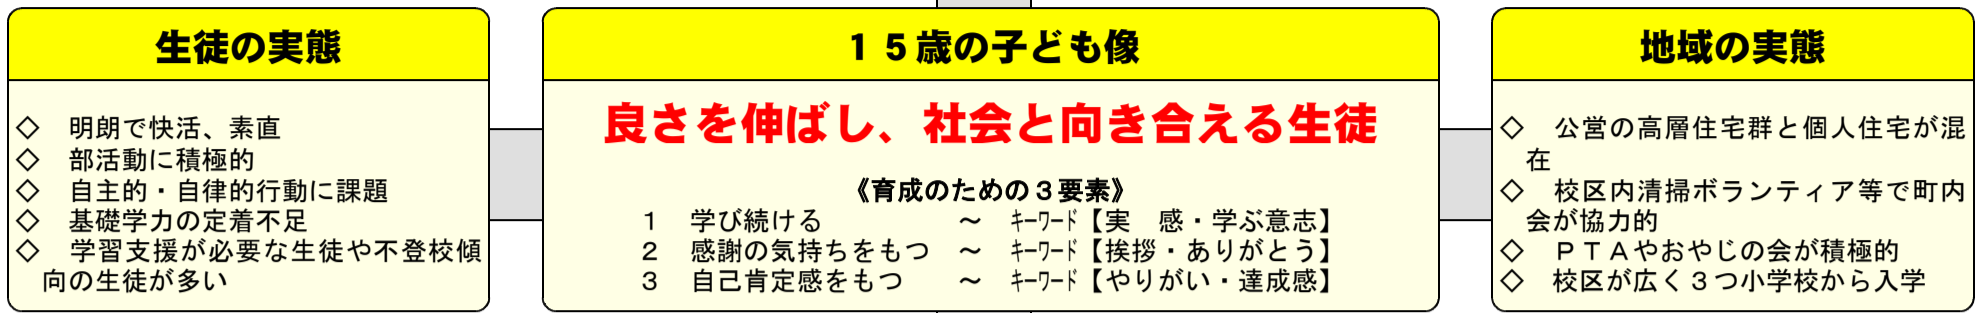 生徒の実態
◇　明朗で快活、素直
◇　部活動に積極的
◇　自主的・自律的行動に課題
◇　基礎学力の定着不足
◇　学習支援が必要な生徒や不登校傾
向の生徒が多い
１５歳の子ども像
良さを伸ばし、社会と向き合える生徒
《育成のための３要素》
１　学び続ける　　　　　～　ｷｰﾜｰﾄﾞ【実　感・学ぶ意志】
２　感謝の気持ちをもつ　～　ｷｰﾜｰﾄﾞ【挨拶・ありがとう】
３　自己肯定感をもつ　　～　ｷｰﾜｰﾄﾞ【やりがい・達成感】
地域の実態
◇　公営の高層住宅群と個人住宅が混
在
◇　校区内清掃ボランティア等で町内
会が協力的
◇　ＰＴＡやおやじの会が積極的
◇　校区が広く３つ小学校から入学